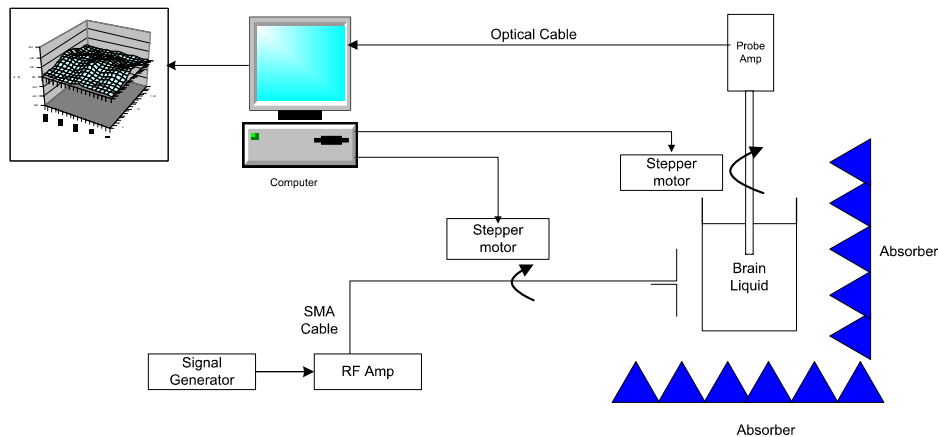 Optical Cable
Probe
Amp
Stepper
motor
Computer
Stepper
motor
Absorber
Brain
Liquid
SMA
Cable
Signal
Generator
RF Amp
Absorber